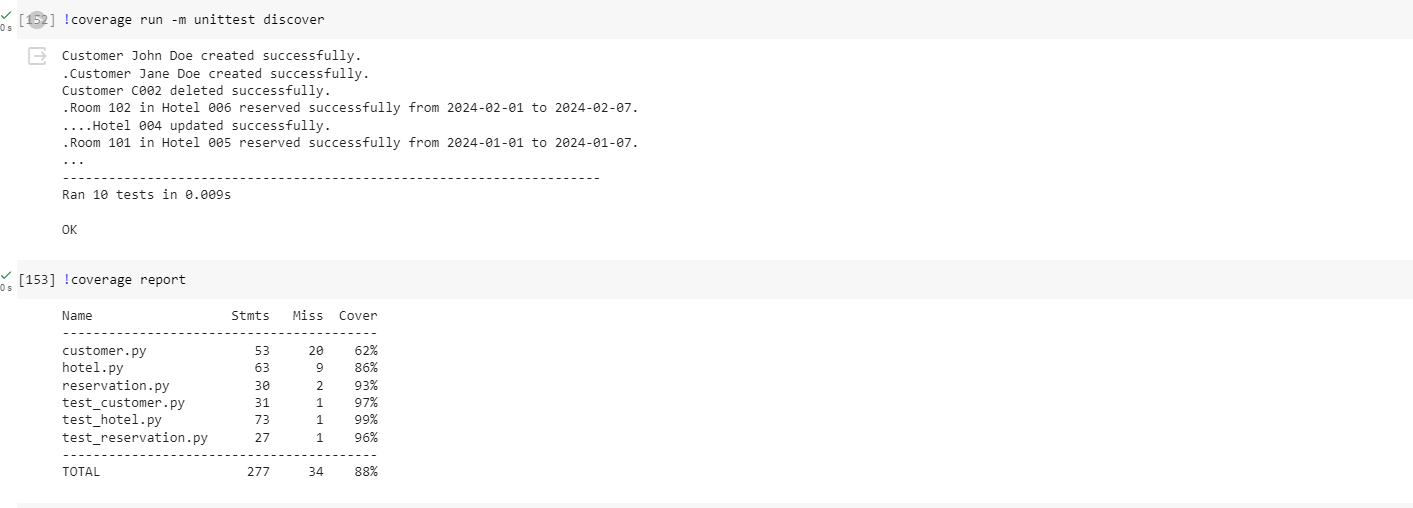 [152] !coverage run -m unittest discover
0 s
Customer John Doe created successfully.
.Customer Jane Doe created successfully.
Customer C002 deleted successfully.
.Room 102 in Hotel 006 reserved successfully from 2024-02-01 to 2024-02-07.
....Hotel 004 updated successfully.
.Room 101 in Hotel 005 reserved successfully from 2024-01-01 to 2024-01-07.
...
----------------------------------------------------------------------
Ran 10 tests in 0.009s
OK
[153] !coverage report
0 s
Name Stmts Miss Cover
-----------------------------------------
customer.py 53 20 62%
hotel.py 63 9 86%
reservation.py 30 2 93%
test_customer.py 31 1 97%
test_hotel.py 73 1 99%
test_reservation.py 27 1 96%
-----------------------------------------
TOTAL 277 34 88%